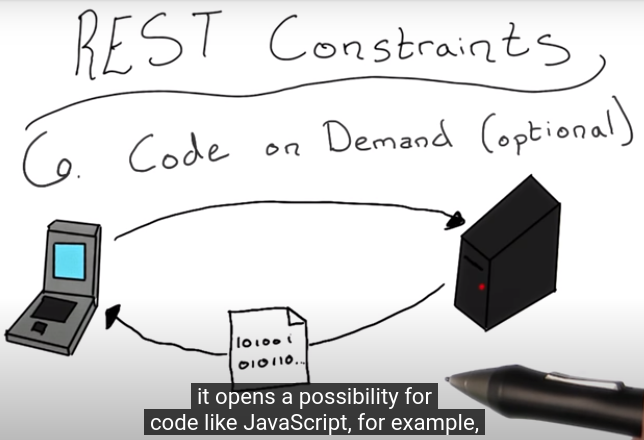 REST Constraints
6. Code on Demand (optional)
101001
010110...
it opens a possibility for
code like JavaScript, for example,